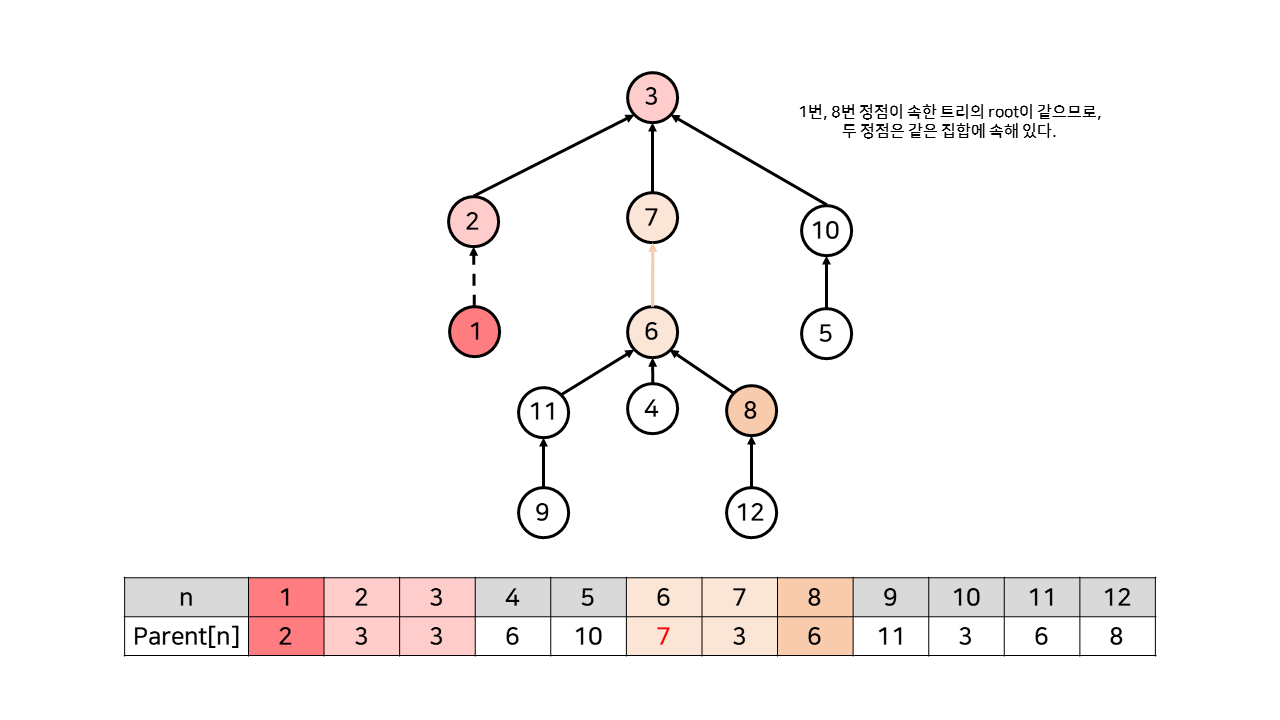 3
1번, 8번 정점이 속한 트리의 root이 같으므로,
두 정점은 같은 집합에 속해 있다.
2 7 10
1 6 5
11 4 8
9 12
n 1 2 3 4 5 6 7 8 9 10 11 12
Parent[n] 2 3 3 6 10 7 3 6 11 3 6 8